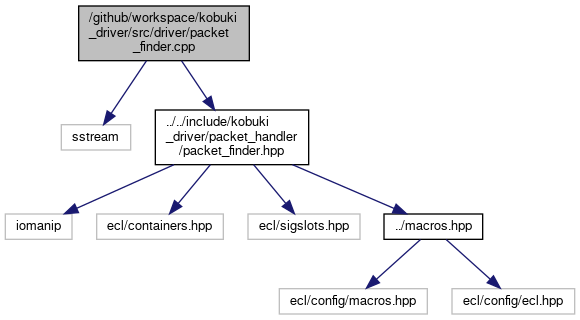 /github/workspace/kobuki
_driver/src/driver/packet
_finder.cpp
sstream
../../include/kobuki
_driver/packet_handler
/packet_finder.hpp
iomanip
ecl/containers.hpp
ecl/sigslots.hpp
../macros.hpp
ecl/config/macros.hpp
ecl/config/ecl.hpp